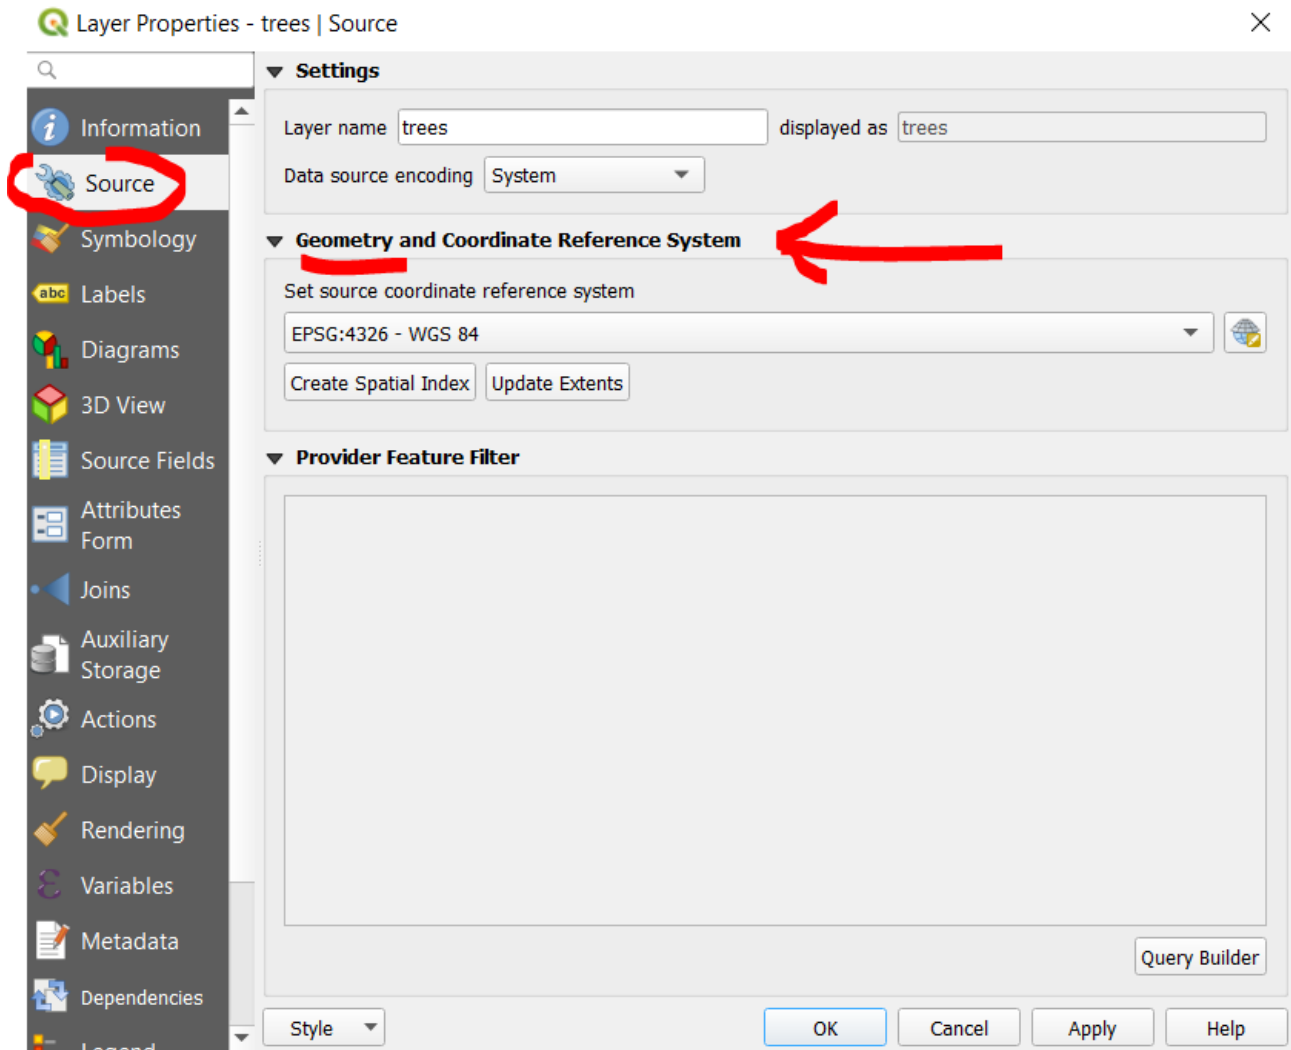 Layer Properties - trees | Source
Information
Source
Symbology
abc Labels
Diagrams
3D View
Source Fields
Attributes
Form
Joins
Auxiliary
Storage
Actions
Display
Rendering
Variables
Metadata
Dependencies
Legend
Settings
Layer name trees displayed as trees
Data source encoding System
Geometry and Coordinate Reference System
Set source coordinate reference system
EPSG:4326 - WGS 84
Create Spatial Index Update Extents
Provider Feature Filter
Query Builder
Style OK Cancel Apply Help